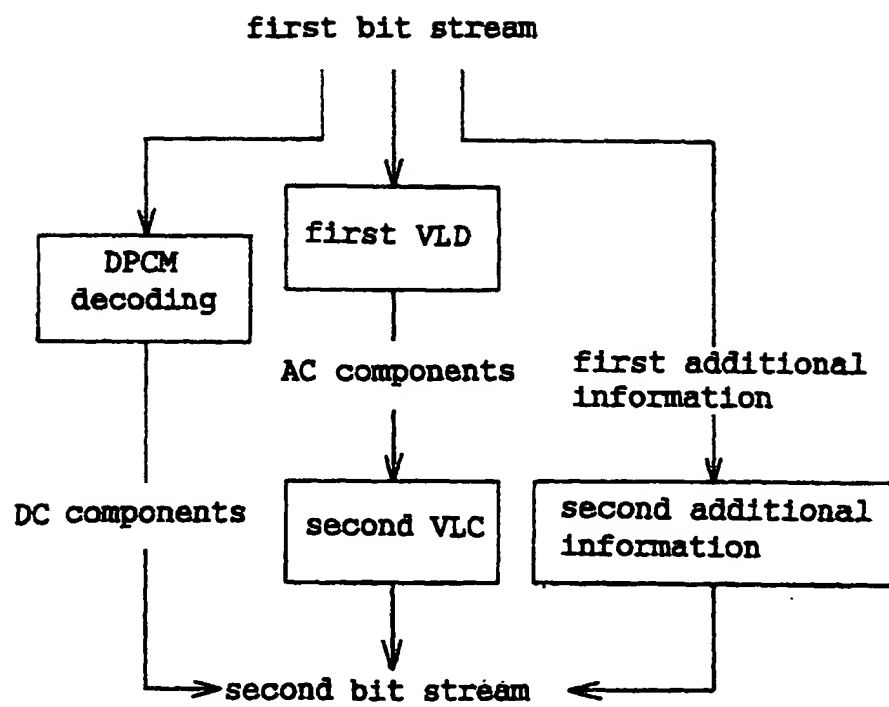 first bit stream
first VLD
DPCM
decoding
AC components
first additional
information
DC components
second VLC
second additional
information
second bit stream